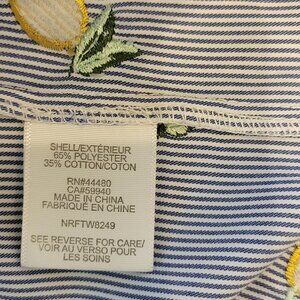 SHELL/EXTÉRIEUR
65% POLYESTER
35% COTTON/COTON
RN#44480
CA#59940
MADE IN CHINA
FABRIQUÉ EN CHINE
NRFTW8249
SEE REVERSE FOR CARE/
VOIR AU VERSO POUR
LES SOINS